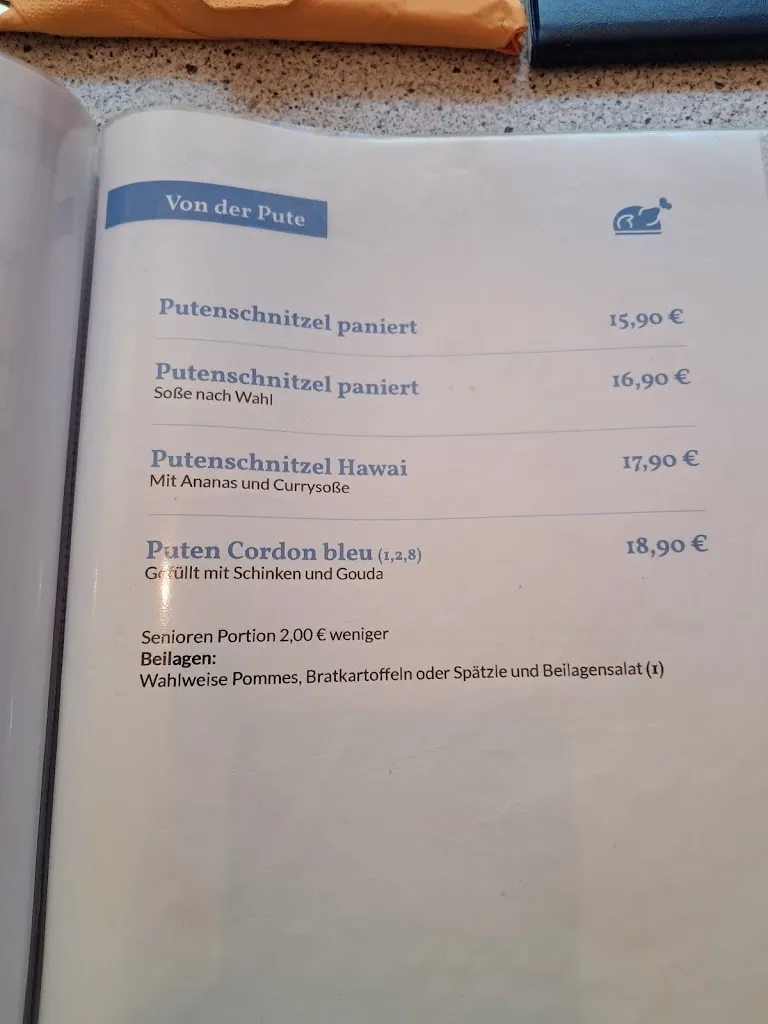 Von der Pute
Putenschnitzel paniert 15,90 €
Putenschnitzel paniert 16,90 €
Soße nach Wahl
Putenschnitzel Hawai 17,90 €
Mit Ananas und Currysoße
Puten Cordon bleu (1,2,8) 18,90 €
Gefüllt mit Schinken und Gouda
Senioren Portion 2,00 € weniger
Beilagen:
Wahlweise Pommes, Bratkartoffeln oder Spätzle und Beilagensalat (1)